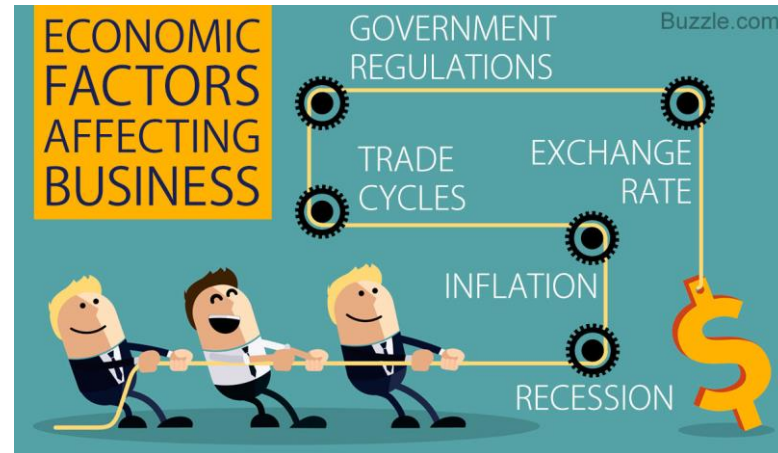 ECONOMIC
FACTORS
AFFECTING
BUSINESS
GOVERNMENT
REGULATIONS
Buzzle.com
TRADE
CYCLES
EXCHANGE
RATE
INFLATION
RECESSION
$